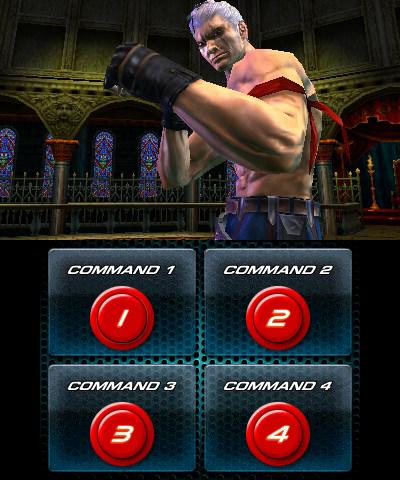 COMMAND 1
1
COMMAND 2
2
COMMAND 3
3
COMMAND 4
4